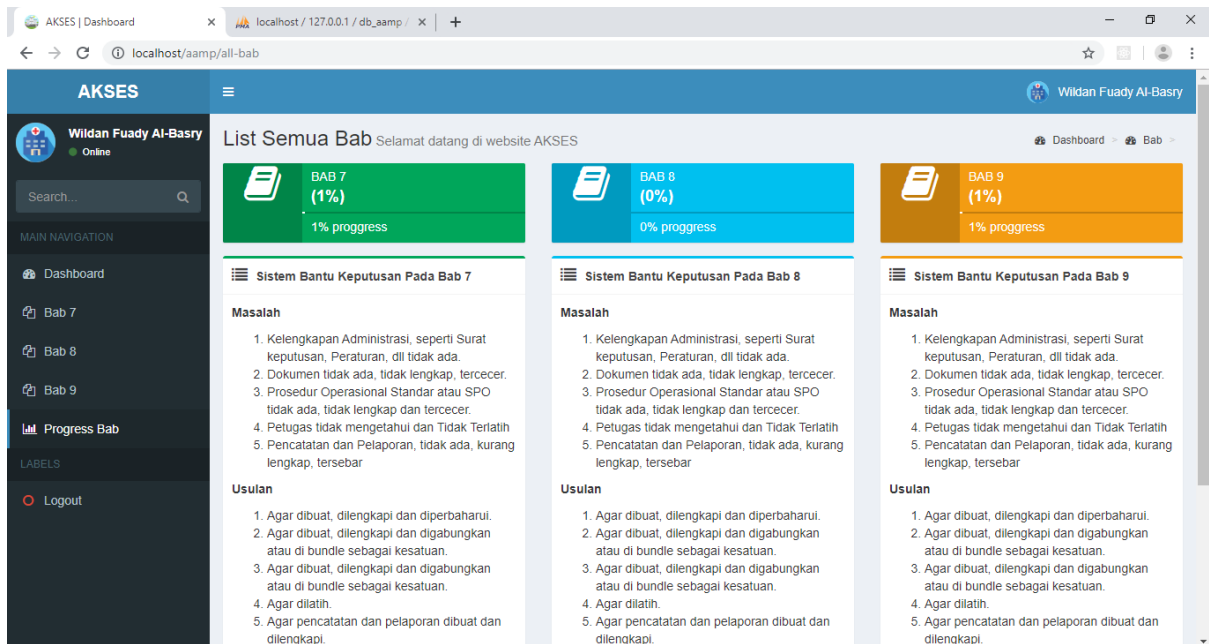 AKSES | Dashboard
localhost / 127.0.0.1 / db_aamp /
localhost/aamp/all-bab
AKSES
Wildan Fuady Al-Basry
Wildan Fuady Al-Basry
Online
Search...
MAIN NAVIGATION
Dashboard
Bab 7
Bab 8
Bab 9
Progress Bab
LABELS
Logout
List Semua Bab Selamat datang di website AKSES
Dashboard > Bab >
BAB 7
(1%)
1% proggress
Sistem Bantu Keputusan Pada Bab 7
Masalah
1. Kelengkapan Administrasi, seperti Surat
keputusan, Peraturan, dll tidak ada.
2. Dokumen tidak ada, tidak lengkap, tercecer.
3. Prosedur Operasional Standar atau SPO
tidak ada, tidak lengkap dan tercecer.
4. Petugas tidak mengetahui dan Tidak Terlatih
5. Pencatatan dan Pelaporan, tidak ada, kurang
lengkap, tersebar
Usulan
1. Agar dibuat, dilengkapi dan diperbaharui.
2. Agar dibuat, dilengkapi dan digabungkan
atau di bundle sebagai kesatuan.
3. Agar dibuat, dilengkapi dan digabungkan
atau di bundle sebagai kesatuan.
4. Agar dilatih.
5. Agar pencatatan dan pelaporan dibuat dan
dilengkapi.
BAB 8
(0%)
0% proggress
Sistem Bantu Keputusan Pada Bab 8
Masalah
1. Kelengkapan Administrasi, seperti Surat
keputusan, Peraturan, dll tidak ada.
2. Dokumen tidak ada, tidak lengkap, tercecer.
3. Prosedur Operasional Standar atau SPO
tidak ada, tidak lengkap dan tercecer.
4. Petugas tidak mengetahui dan Tidak Terlatih
5. Pencatatan dan Pelaporan, tidak ada, kurang
lengkap, tersebar
Usulan
1. Agar dibuat, dilengkapi dan diperbaharui.
2. Agar dibuat, dilengkapi dan digabungkan
atau di bundle sebagai kesatuan.
3. Agar dibuat, dilengkapi dan digabungkan
atau di bundle sebagai kesatuan.
4. Agar dilatih.
5. Agar pencatatan dan pelaporan dibuat dan
dilengkapi.
BAB 9
(1%)
1% proggress
Sistem Bantu Keputusan Pada Bab 9
Masalah
1. Kelengkapan Administrasi, seperti Surat
keputusan, Peraturan, dll tidak ada.
2. Dokumen tidak ada, tidak lengkap, tercecer.
3. Prosedur Operasional Standar atau SPO
tidak ada, tidak lengkap dan tercecer.
4. Petugas tidak mengetahui dan Tidak Terlatih
5. Pencatatan dan Pelaporan, tidak ada, kurang
lengkap, tersebar
Usulan
1. Agar dibuat, dilengkapi dan diperbaharui.
2. Agar dibuat, dilengkapi dan digabungkan
atau di bundle sebagai kesatuan.
3. Agar dibuat, dilengkapi dan digabungkan
atau di bundle sebagai kesatuan.
4. Agar dilatih.
5. Agar pencatatan dan pelaporan dibuat dan
dilengkapi.